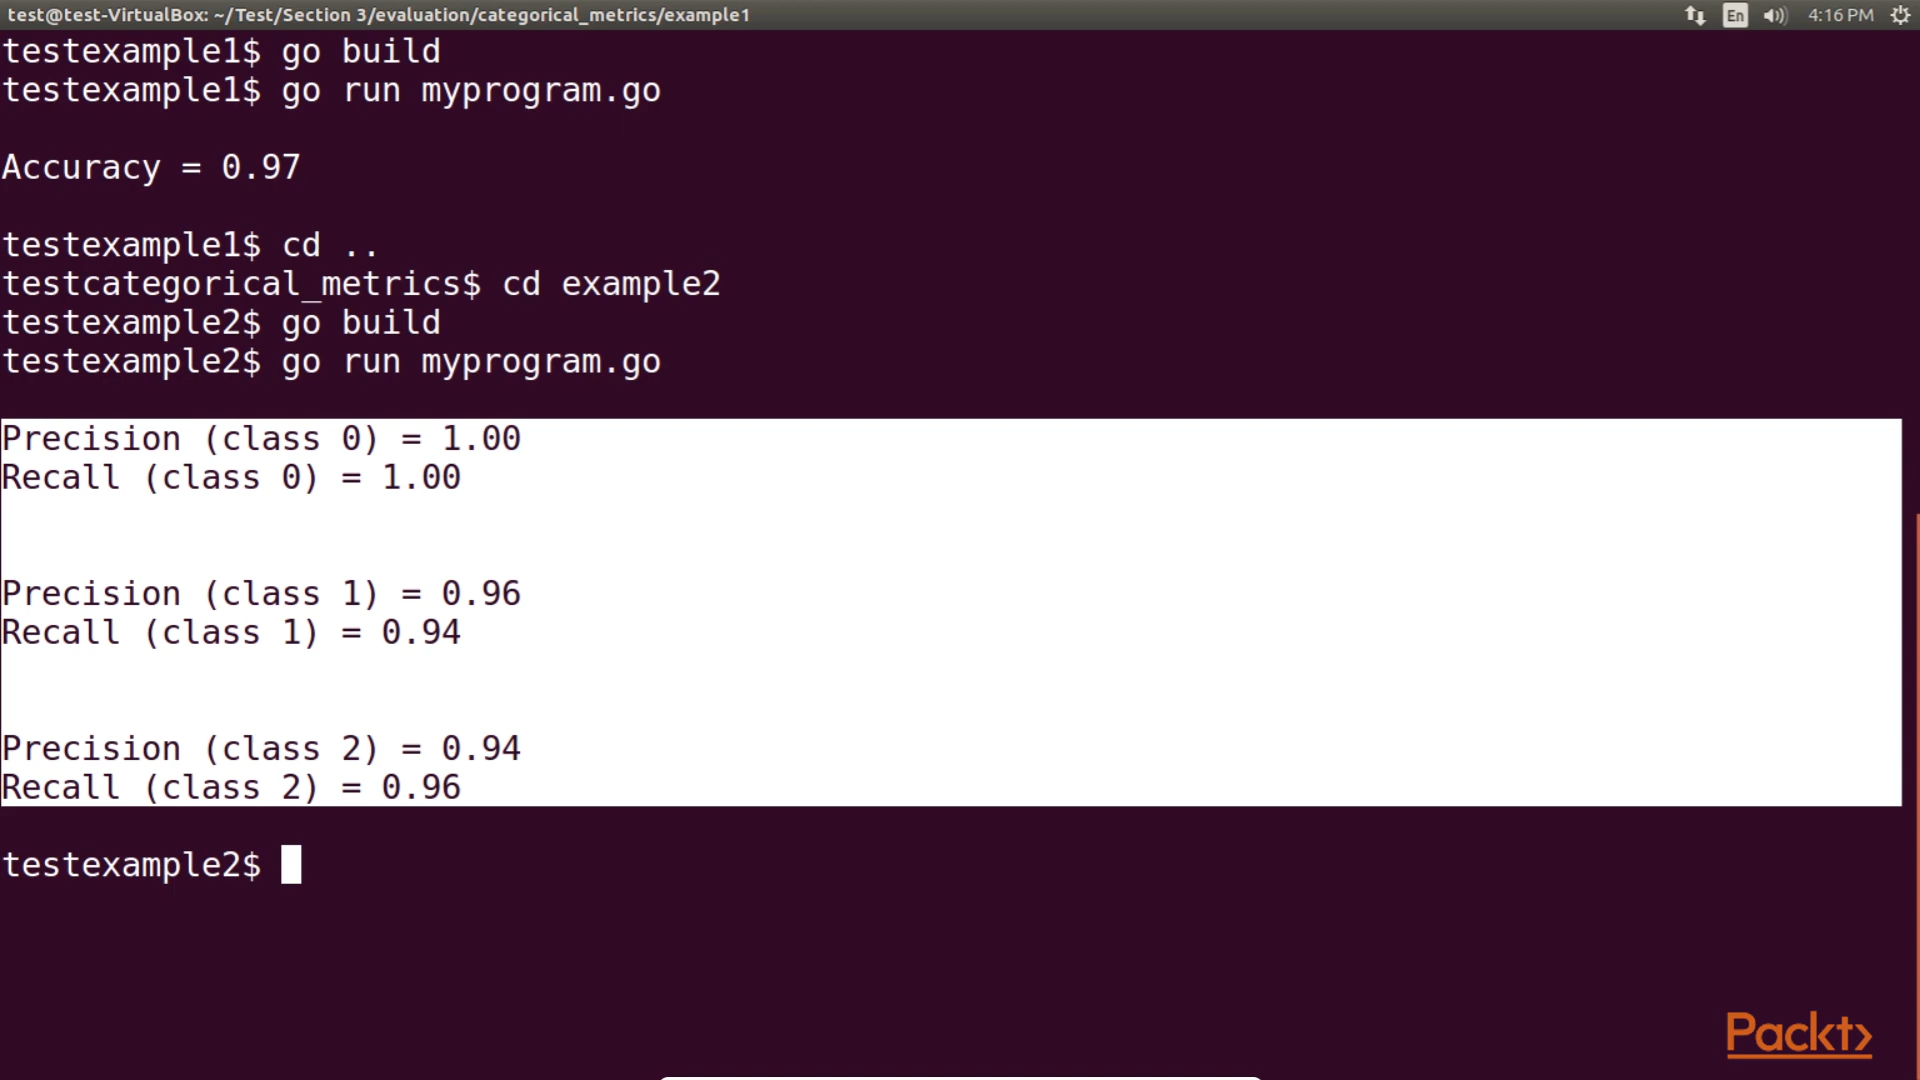 test@test-VirtualBox: ~/Test/Section 3/evaluation/categorical_metrics/example1
En
4:16 PM
testexample1$ go build
testexample1$ go run myprogram.go
Accuracy = 0.97
testexample1$ cd ..
testcategorical_metrics$ cd example2
testexample2$ go build
testexample2$ go run myprogram.go
Precision (class 0) = 1.00
Recall (class 0) = 1.00
Precision (class 1) = 0.96
Recall (class 1) = 0.94
Precision (class 2) = 0.94
Recall (class 2) = 0.96
testexample2$
Packt>